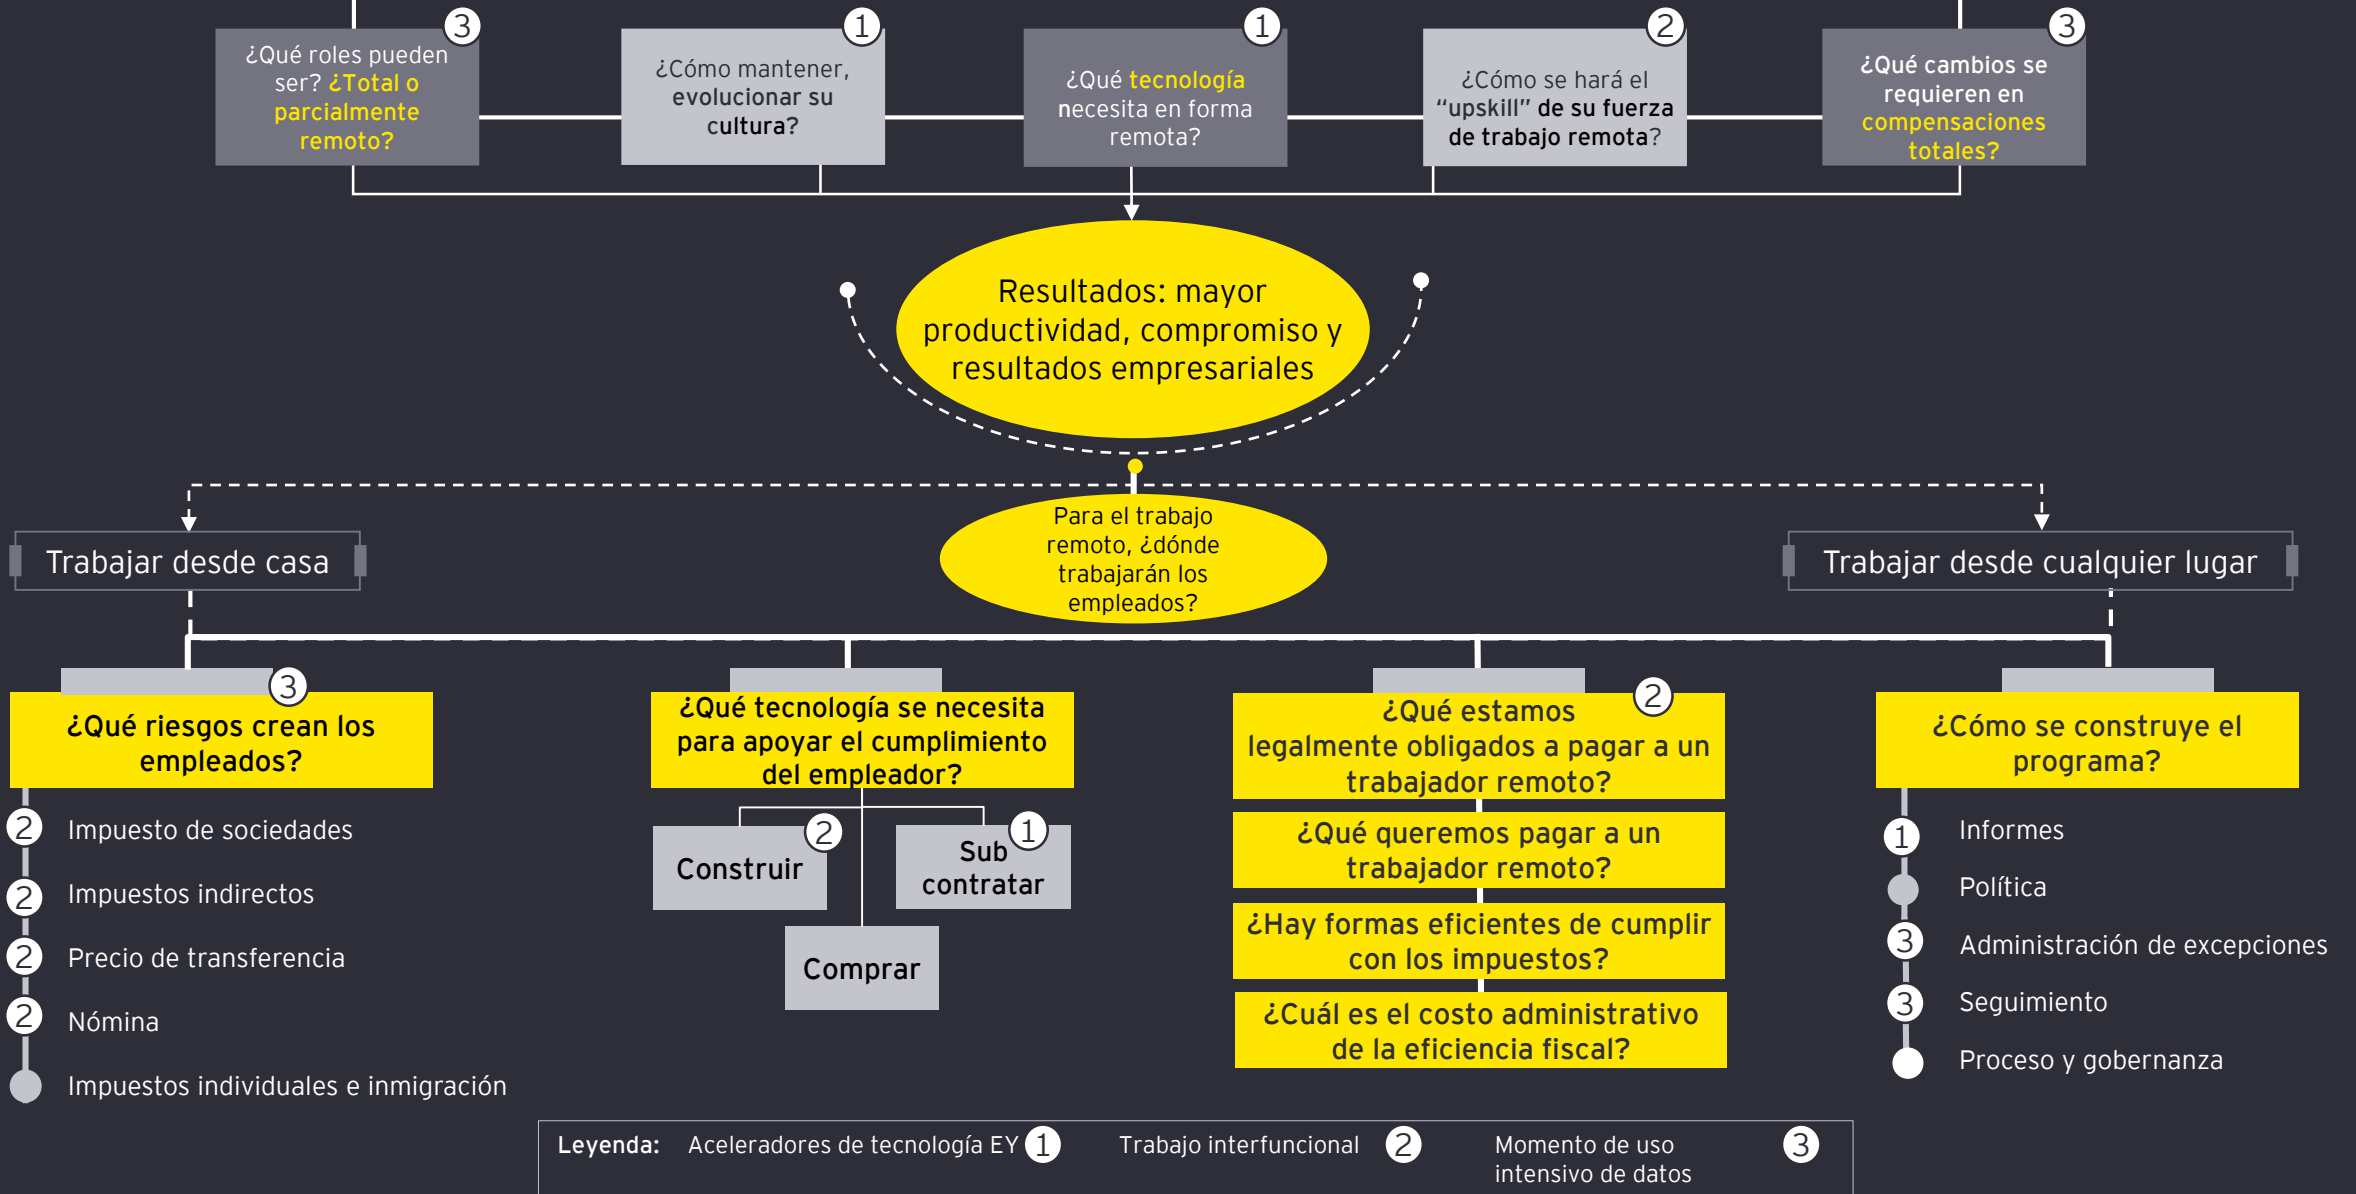 3
¿Qué roles pueden
ser? ¿Total o
parcialmente
remoto?
1
¿Cómo mantener,
evolucionar su
cultura?
1
¿Qué tecnología
necesita en forma
remota?
2
¿Cómo se hará el
“upskill” de su fuerza
de trabajo remota?
3
¿Qué cambios se
requieren en
compensaciones
totales?
Resultados: mayor
productividad, compromiso y
resultados empresariales
Para el trabajo
remoto, ¿dónde
trabajarán los
empleados?
Trabajar desde casa
Trabajar desde cualquier lugar
3
¿Qué riesgos crean los
empleados?
2 Impuesto de sociedades
2 Impuestos indirectos
2 Precio de transferencia
2 Nómina
Impuestos individuales e inmigración
¿Qué tecnología se necesita
para apoyar el cumplimiento
del empleador?
2
Construir
1
Sub
contratar
Comprar
2
¿Qué estamos
legalmente obligados a pagar a un
trabajador remoto?
¿Qué queremos pagar a un
trabajador remoto?
¿Hay formas eficientes de cumplir
con los impuestos?
¿Cuál es el costo administrativo
de la eficiencia fiscal?
¿Cómo se construye el
programa?
1 Informes
Política
3 Administración de excepciones
3 Seguimiento
Proceso y gobernanza
Leyenda: Aceleradores de tecnología EY 1 Trabajo interfuncional 2 Momento de uso 3
intensivo de datos